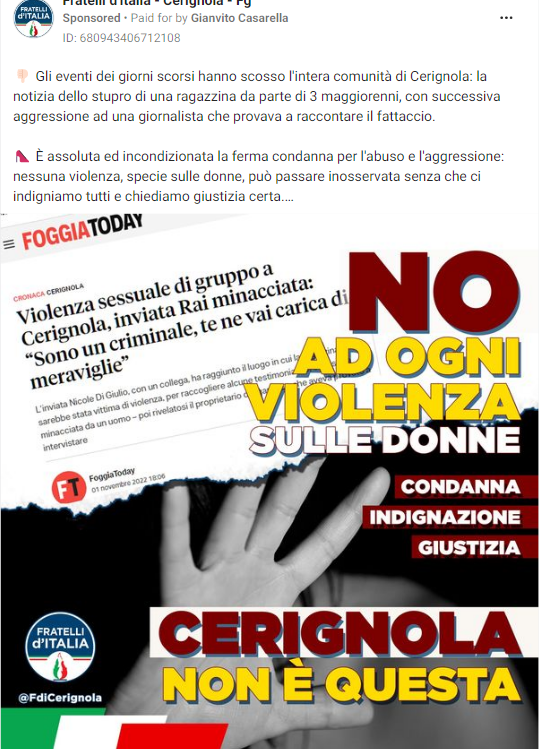 Fratelli d'Italia - Cerignola - Fg
Sponsored • Paid for by Gianvito Casarella
ID: 680943406712108
Gli eventi dei giorni scorsi hanno scosso l'intera comunità di Cerignola: la
notizia dello stupro di una ragazzina da parte di 3 maggiorenni, con successiva
aggressione ad una giornalista che provava a raccontare il fattaccio.
È assoluta ed incondizionata la ferma condanna per l'abuso e l'aggressione:
nessuna violenza, specie sulle donne, può passare inosservata senza che ci
indigniamo tutti e chiediamo giustizia certa....
FOGGIATODAY
CRONACA CERIGNOLA
Violenza sessuale di gruppo a
Cerignola, inviata Rai minacciata:
"Sono un criminale, te ne vai carica di
meraviglie"
L'inviata Nicole Di Giulio, con un collega, ha raggiunto il luogo in cui la
sarebbe stata vittima di violenza, per raccogliere alcune
minacciata da un uomo – poi rivelatosi il proprietario
intervistare
FT
FoggiaToday
01 novembre 2022 18:06
NO
AD OGNI
VIOLENZA
SULLE DONNE
CONDANNA
INDIGNAZIONE
GIUSTIZIA
FRATELLI
d'ITALIA
@FdiCerignola
CERIGNOLA
NON È QUESTA